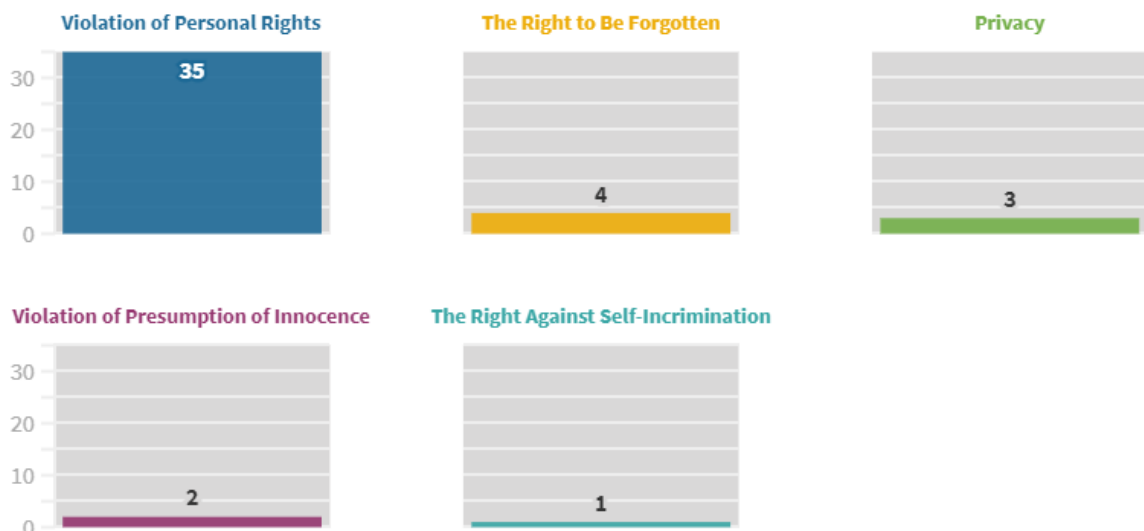 Violation of Personal Rights
The Right to Be Forgotten
Privacy
30
20
10
0
35
4
3
Violation of Presumption of Innocence
The Right Against Self-Incrimination
30
20
10
0
2
1